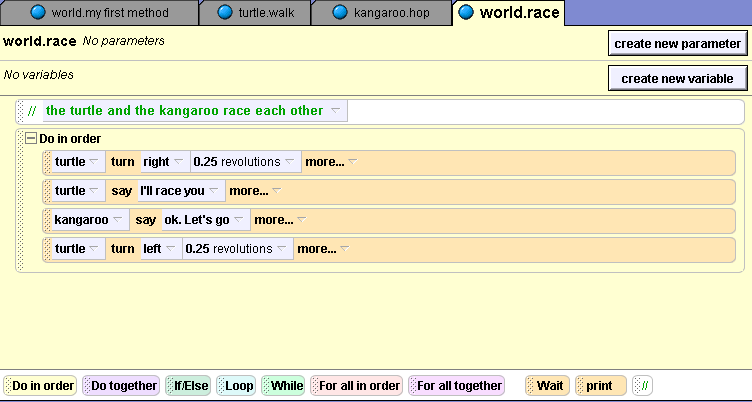 world.my first method turtle.walk kangaroo.hop world.race
world.race No parameters create new parameter
No variables create new variable
// the turtle and the kangaroo race each other
Do in order
turtle turn right 0.25 revolutions more...
turtle say I'll race you more...
kangaroo say ok. Let's go more...
turtle turn left 0.25 revolutions more...
Do in order Do together If/Else Loop While For all in order For all together Wait print //